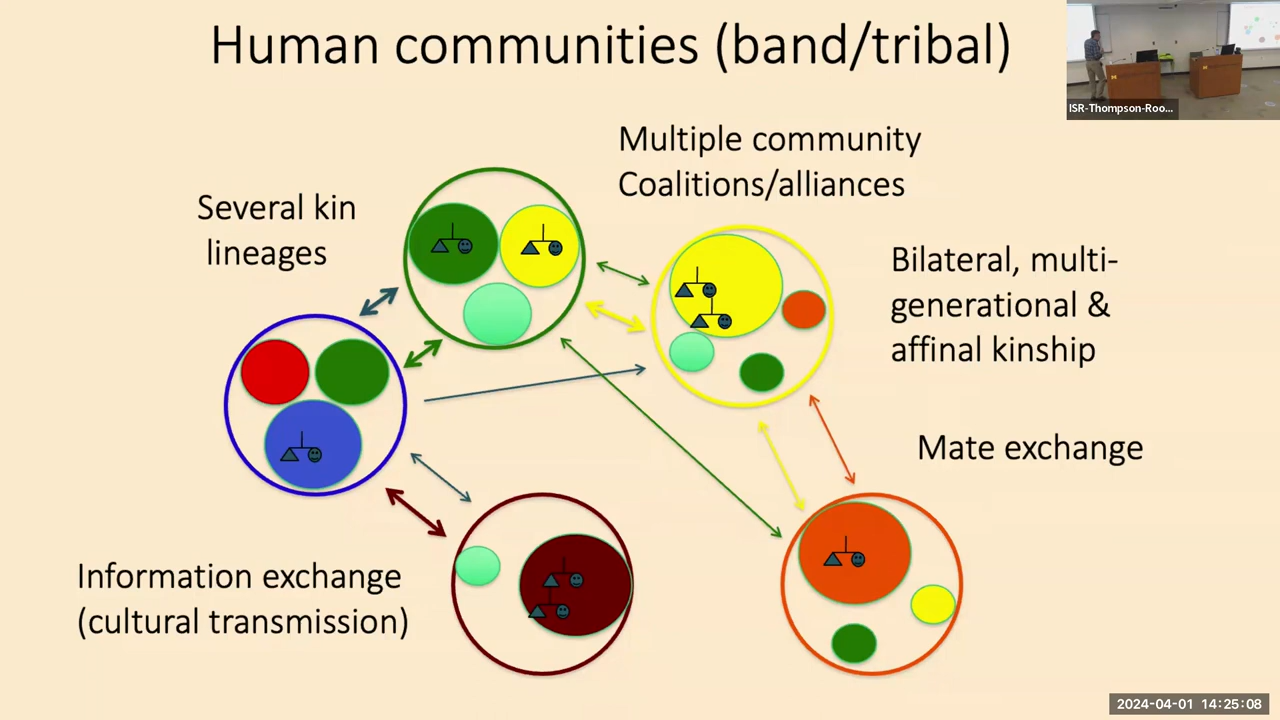 Human communities (band/tribal)
ISR-Thompson-Roo...
Multiple community
Coalitions/alliances
Several kin
lineages
Bilateral, multi-
generational &
affinal kinship
Mate exchange
Information exchange
(cultural transmission)
2024-04-01 14:25:08